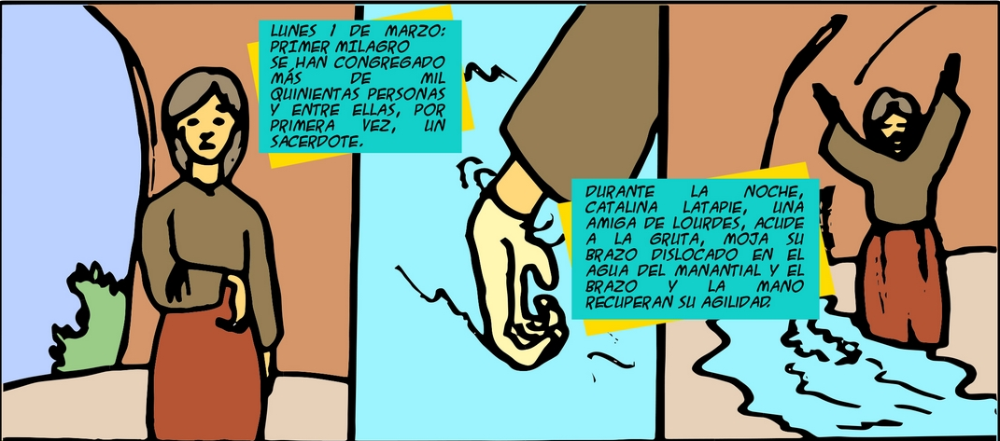 LUNES 1 DE MARZO:
PRIMER MILAGRO
SE HAN CONGREGADO
MÁS DE MIL
QUINIENTAS PERSONAS
Y ENTRE ELLAS, POR
PRIMERA VEZ, UN
SACERDOTE.
DURANTE LA NOCHE,
CATALINA LATAPIE, UNA
AMIGA DE LOURDES, ACUDE
A LA GRUTA, MOJA SU
BRAZO DISLOCADO EN EL
AGUA DEL MANANTIAL Y EL
BRAZO Y LA MANO
RECUPERAN SU AGILIDAD.